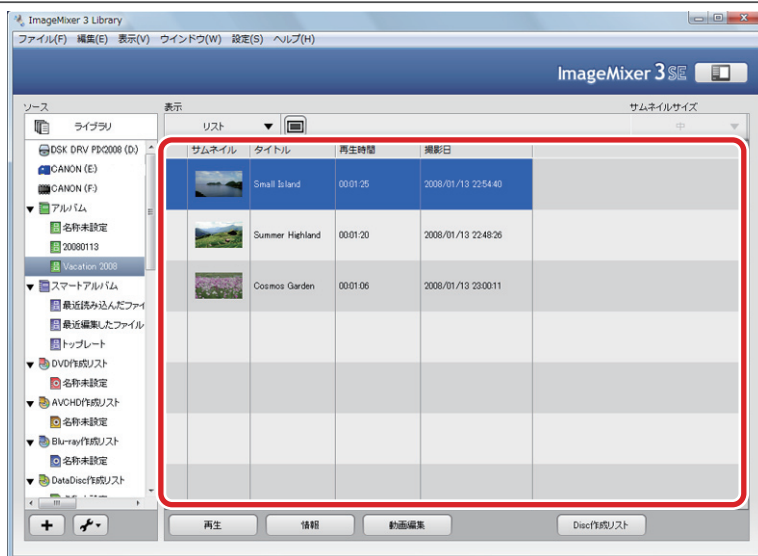 ImageMixer 3 Library
ファイル(F) 編集(E) 表示(V) ウインドウ(W) 設定(S) ヘルプ(H)
ImageMixer 3 SE
ソース 表示 サムネイルサイズ
ライブラリ リスト 中
サムネイル タイトル 再生時間 撮影日
DSK DRV PDX2008 (D:)
CANON (E:)
CANON (F:)
アルバム
名称未設定
20080113
Vacation 2008
スマートアルバム
最近読み込んだファイ
最近編集したファイル
トップレート
DVD作成リスト
名称未設定
AVCHD作成リスト
名称未設定
Blu-ray作成リスト
名称未設定
DataDisc作成リスト
Small Island 00:01:25 2008/01/13 22:54:40
Summer Highland 00:01:20 2008/01/13 22:48:26
Cosmos Garden 00:01:06 2008/01/13 23:00:11
再生 情報 動画編集 Disc作成リスト